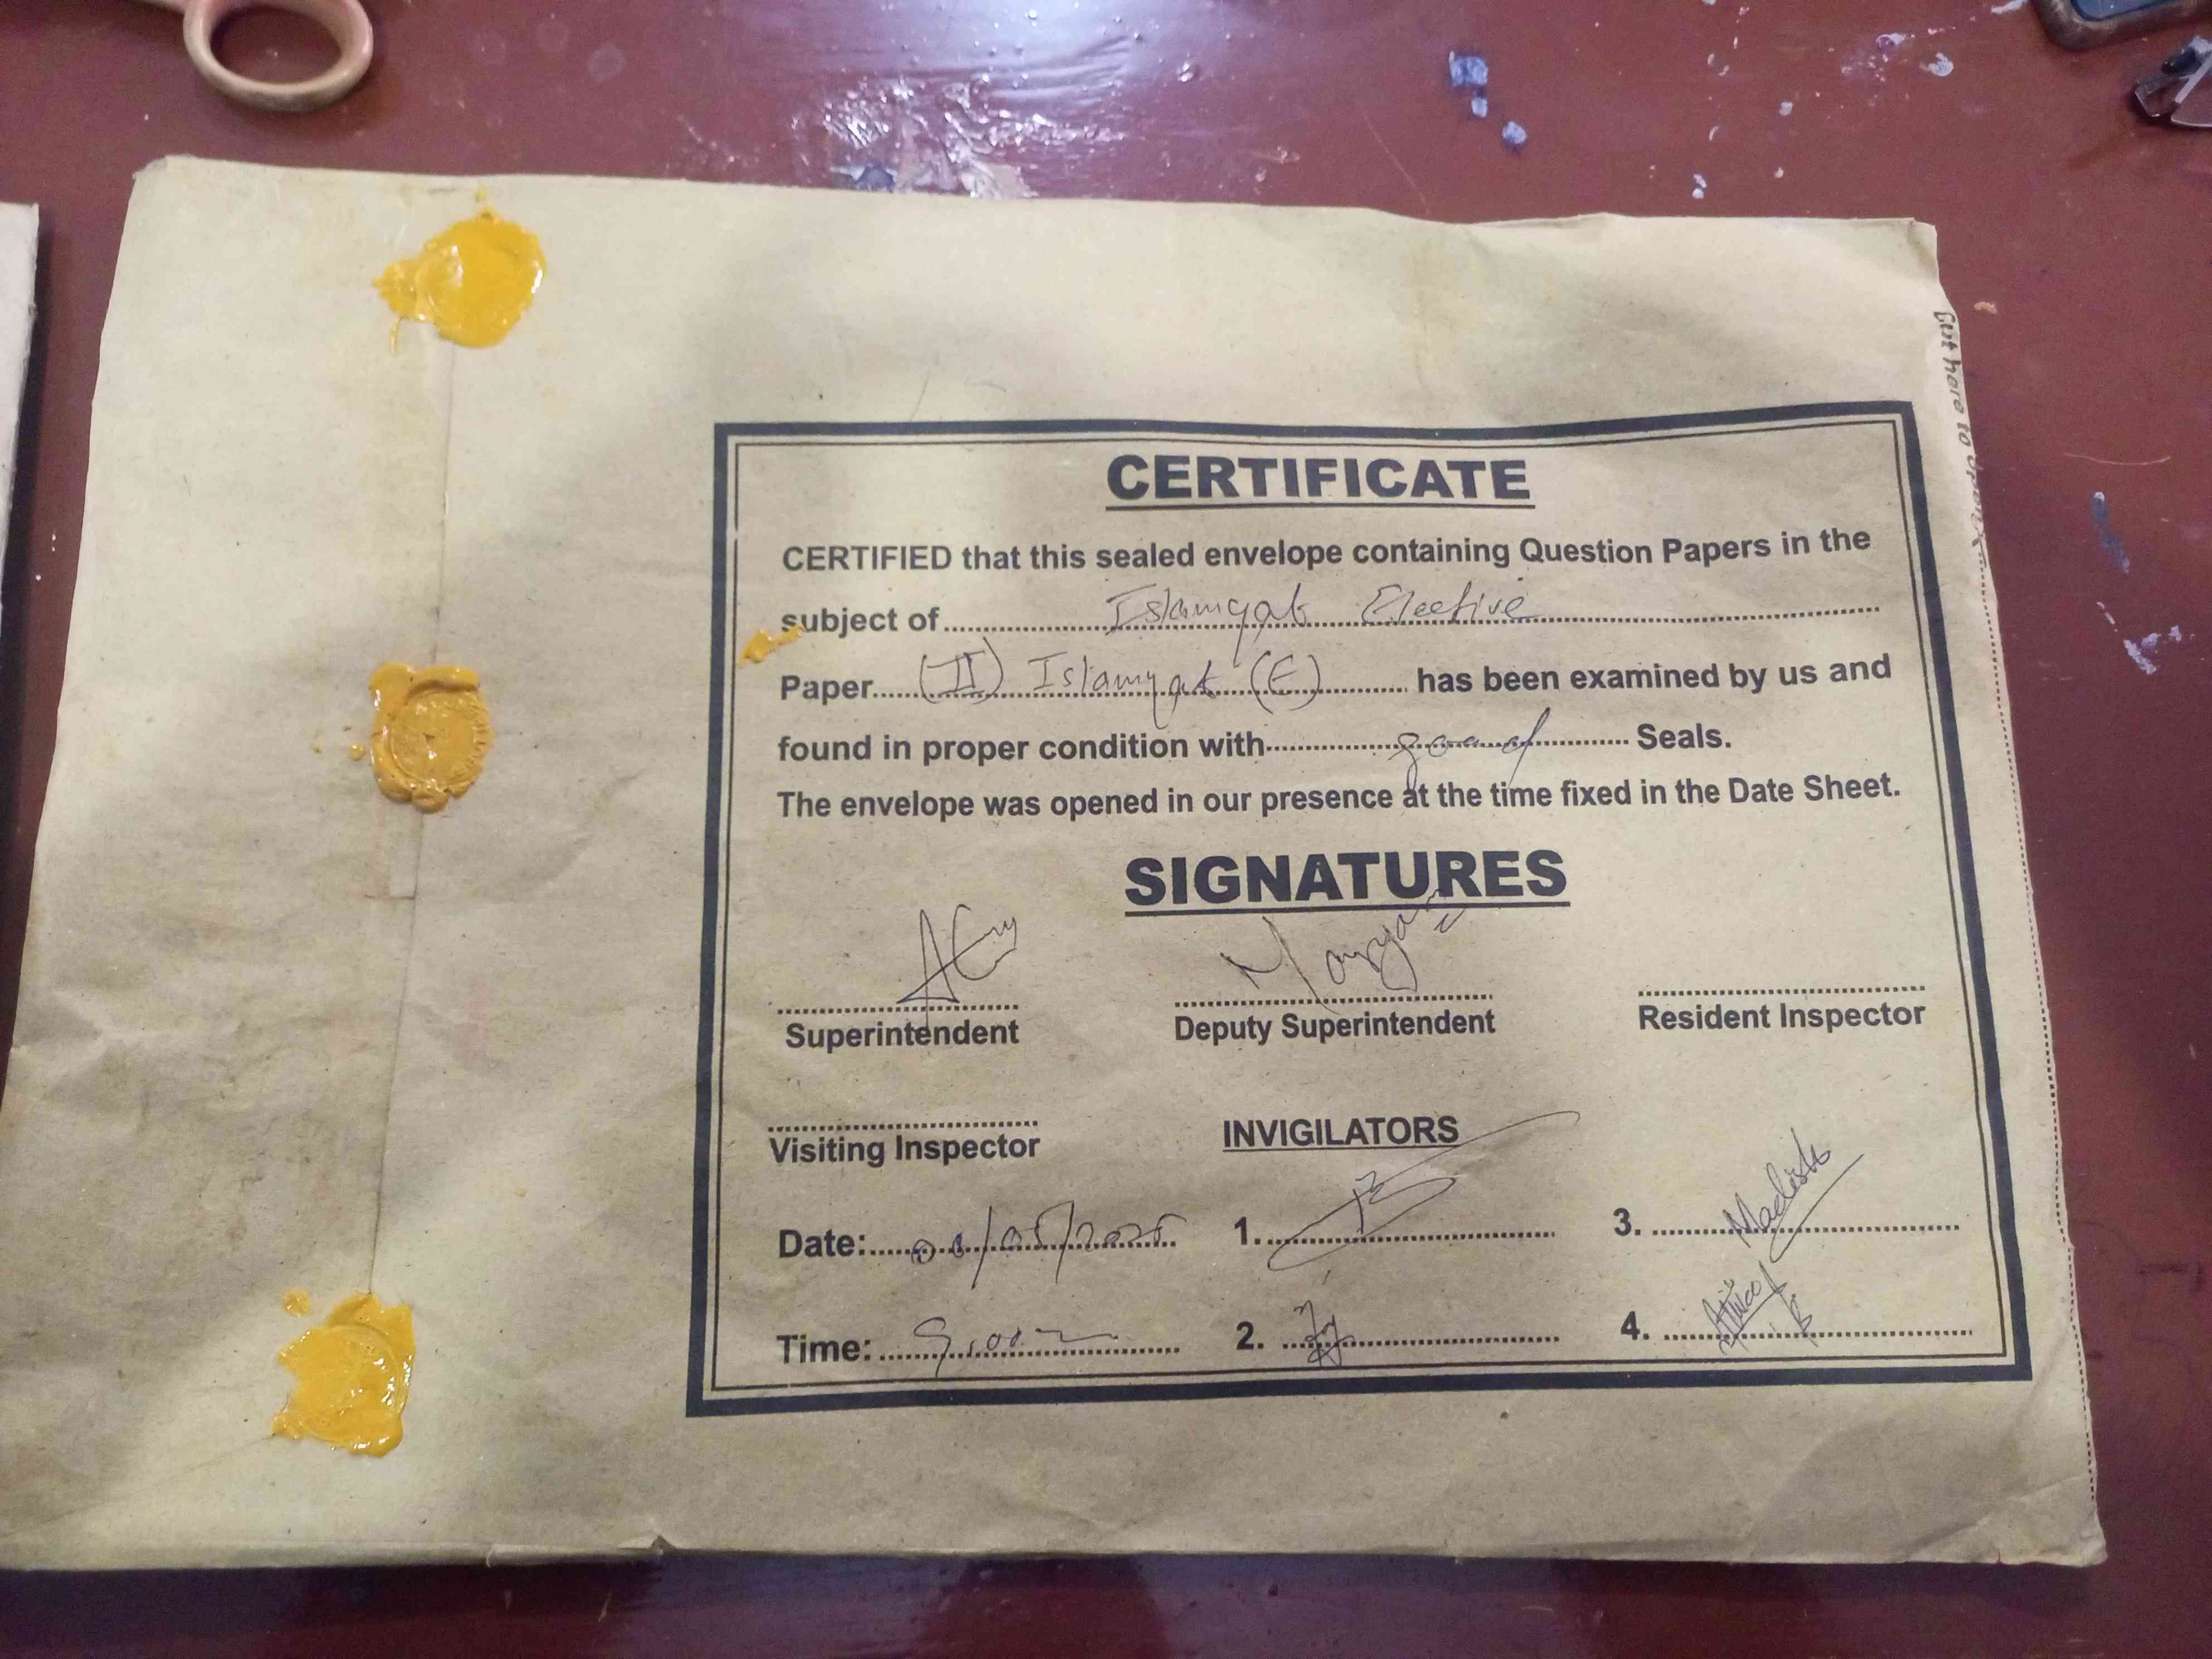 CERTIFICATE
CERTIFIED that this sealed envelope containing Question Papers in the
subject of Islamyat Elective
Paper (II) Islamyat (E) has been examined by us and
found in proper condition with good Seals.
The envelope was opened in our presence at the time fixed in the Date Sheet.
SIGNATURES
Maryam
Superintendent Deputy Superintendent Resident Inspector
Visiting Inspector INVIGILATORS
Date: 1. 3. Madiha
Time: 2. 4.
Cut here to Open